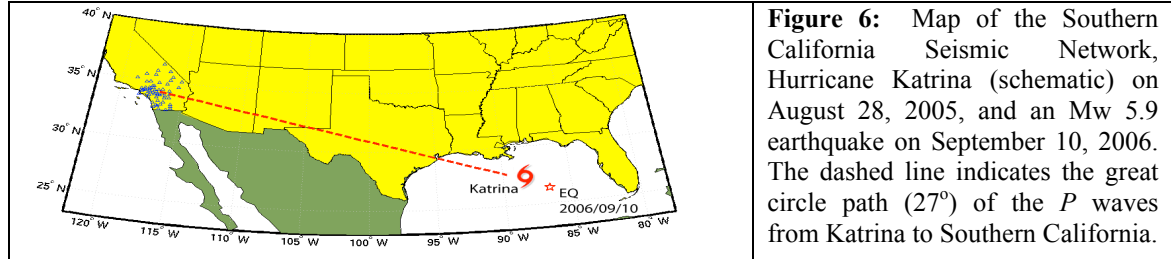 40° N
35° N
30° N
25° N
120° W
115° W
110° W
105° W
100° W
95° W
90° W
85° W
80° W
Katrina
EQ
2006/09/10
Figure 6: Map of the Southern
California Seismic Network,
Hurricane Katrina (schematic) on
August 28, 2005, and an Mw 5.9
earthquake on September 10, 2006.
The dashed line indicates the great
circle path (27°) of the P waves
from Katrina to Southern California.